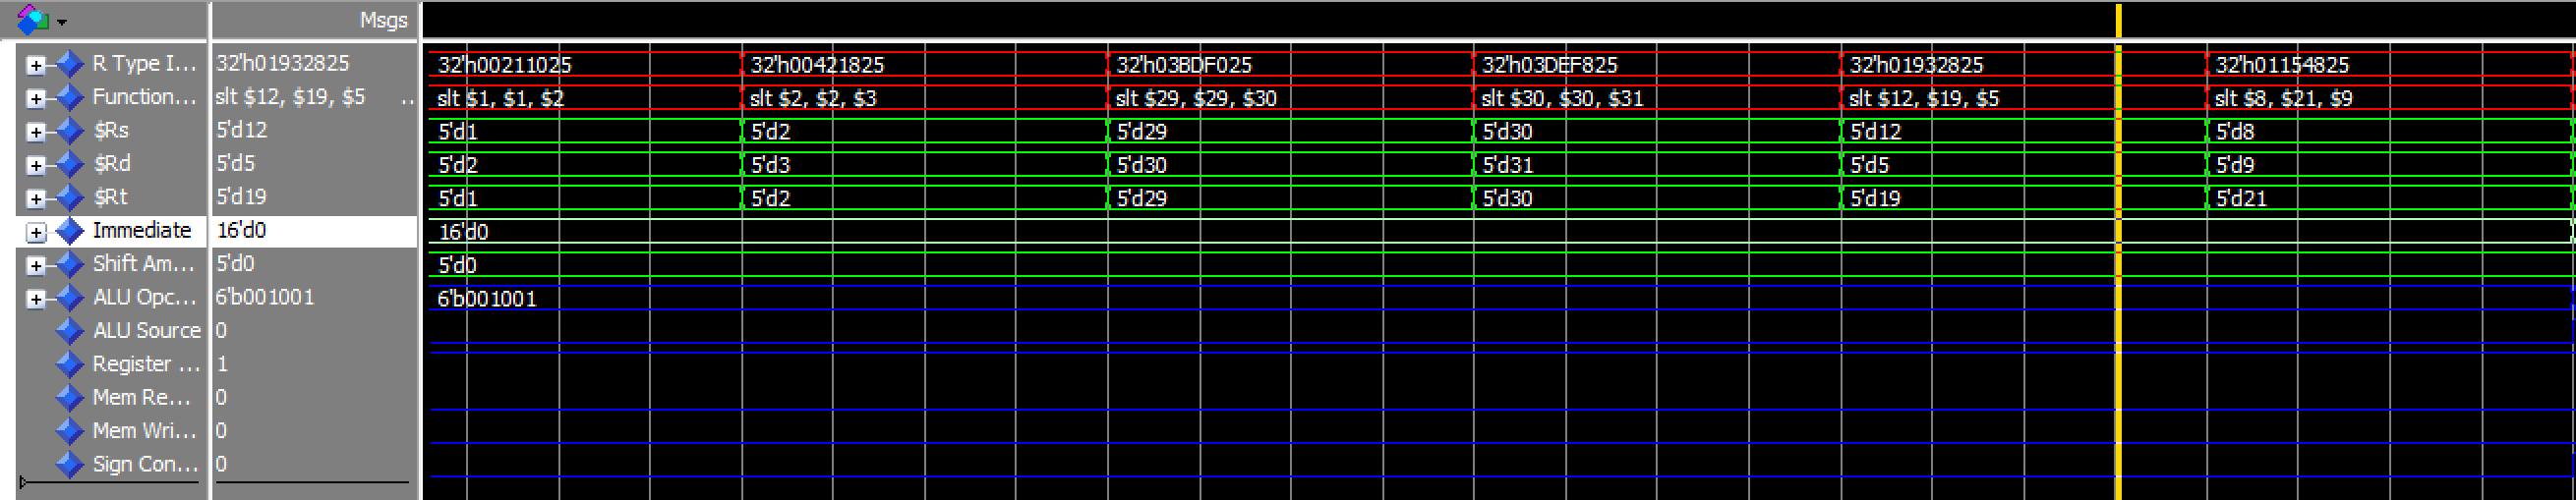 Msgs
R Type I... 32'h01932825 32'h00211025 32'h00421825 32'h03BDF025 32'h03DEF825 32'h01932825 32'h01154825
Function... slt $12, $19, $5 .. slt $1, $1, $2 slt $2, $2, $3 slt $29, $29, $30 slt $30, $30, $31 slt $12, $19, $5 slt $8, $21, $9
$Rs 5'd12 5'd1 5'd2 5'd29 5'd30 5'd12 5'd8
$Rd 5'd5 5'd2 5'd3 5'd30 5'd31 5'd5 5'd9
$Rt 5'd19 5'd1 5'd2 5'd29 5'd30 5'd19 5'd21
Immediate 16'd0 16'd0
Shift Am... 5'd0 5'd0
ALU Opc... 6'b001001 6'b001001
ALU Source 0
Register ... 1
Mem Re... 0
Mem Wri... 0
Sign Con... 0